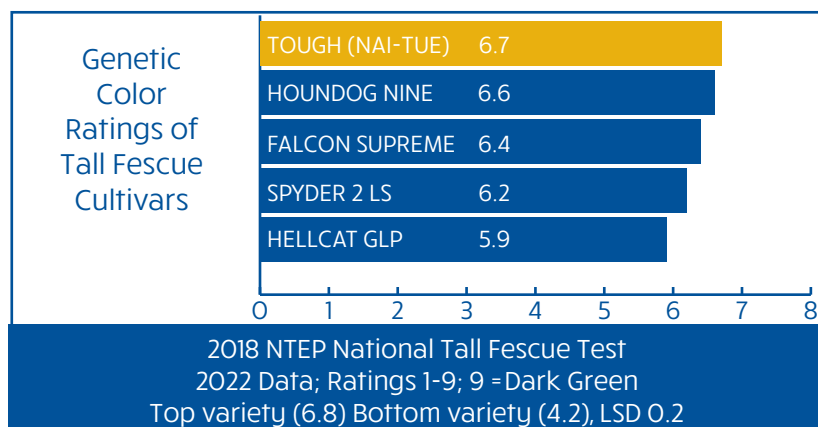 Genetic
Color
Ratings of
Tall Fescue
Cultivars
TOUGH (NAI-TUE) 6.7
HOUNDOG NINE 6.6
FALCON SUPREME 6.4
SPYDER 2 LS 6.2
HELLCAT GLP 5.9
0 1 2 3 4 5 6 7 8
2018 NTEP National Tall Fescue Test
2022 Data; Ratings 1-9; 9 =Dark Green
Top variety (6.8) Bottom variety (4.2), LSD 0.2